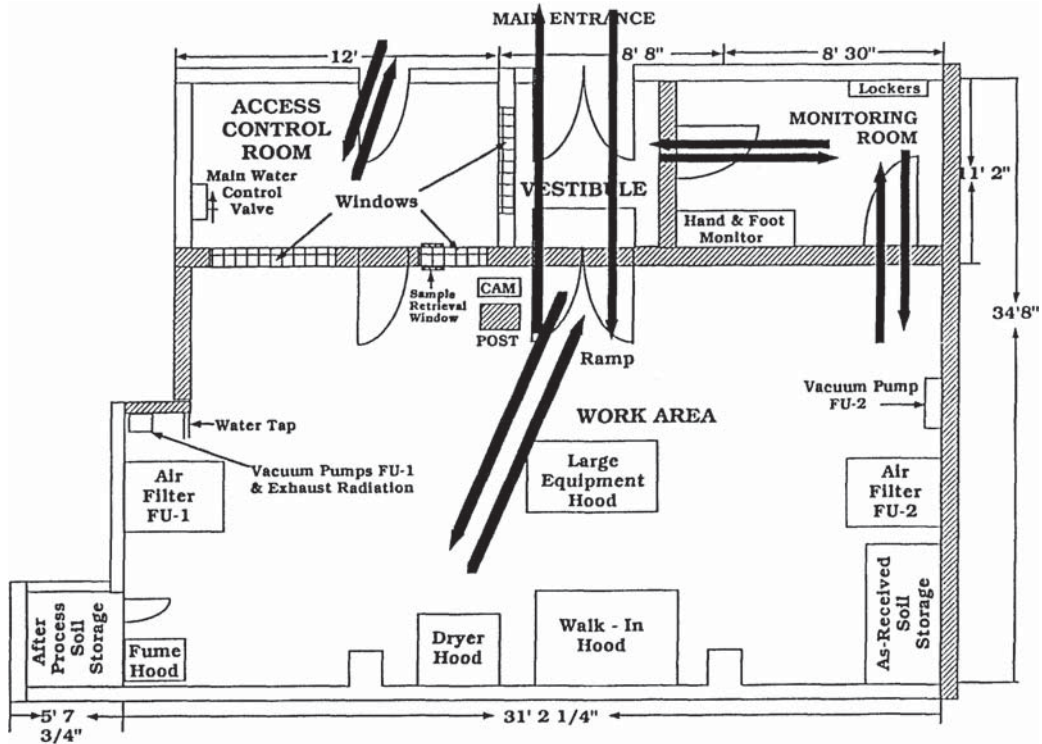 MAIN ENTRANCE
12'
8' 8"
8' 30"
ACCESS
CONTROL
ROOM
Lockers
MONITORING
ROOM
Main Water
Control
Valve
Windows
VESTIBULE
11' 2"
Hand & Foot
Monitor
Sample
Retrieval
Window
CAM
POST
34'8"
Ramp
Vacuum Pump
FU-2
WORK AREA
Water Tap
Vacuum Pumps FU-1
& Exhaust Radiation
Air
Filter
FU-1
Large
Equipment
Hood
Air
Filter
FU-2
After
Process
Soil
Storage
Fume
Hood
Dryer
Hood
Walk - In
Hood
As-Received
Soil
Storage
5' 7
3/4"
31' 2 1/4"